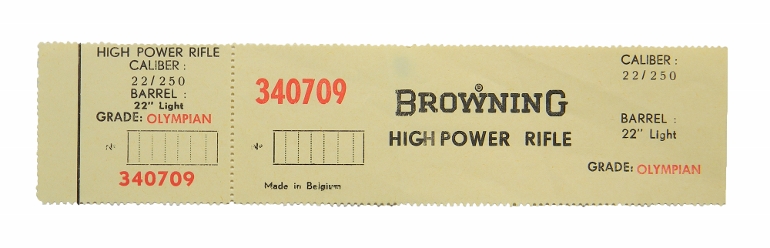 HIGH POWER RIFLE
CALIBER :
22/250
BARREL :
22" Light
GRADE: OLYMPIAN
№
340709
340709
№
Made in Belgium
BROWNING
HIGH POWER RIFLE
CALIBER :
22/250
BARREL :
22" Light
GRADE: OLYMPIAN